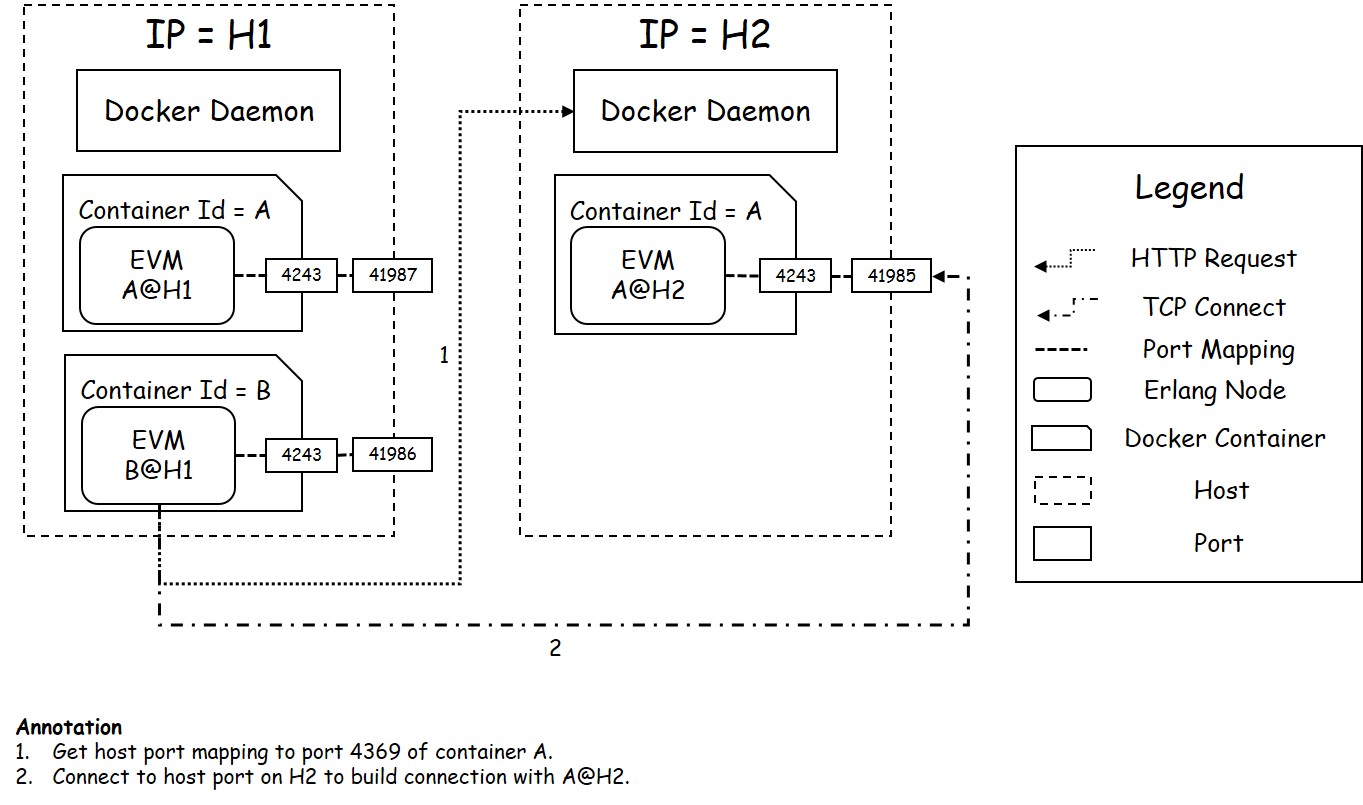 IP = H1
Docker Daemon
Container Id = A
EVM
A@H1
4243
41987
Container Id = B
EVM
B@H1
4243
41986
IP = H2
Docker Daemon
Container Id = A
EVM
A@H2
4243
41985
1
2
Legend
HTTP Request
TCP Connect
Port Mapping
Erlang Node
Docker Container
Host
Port
Annotation
1. Get host port mapping to port 4369 of container A.
2. Connect to host port on H2 to build connection with A@H2.